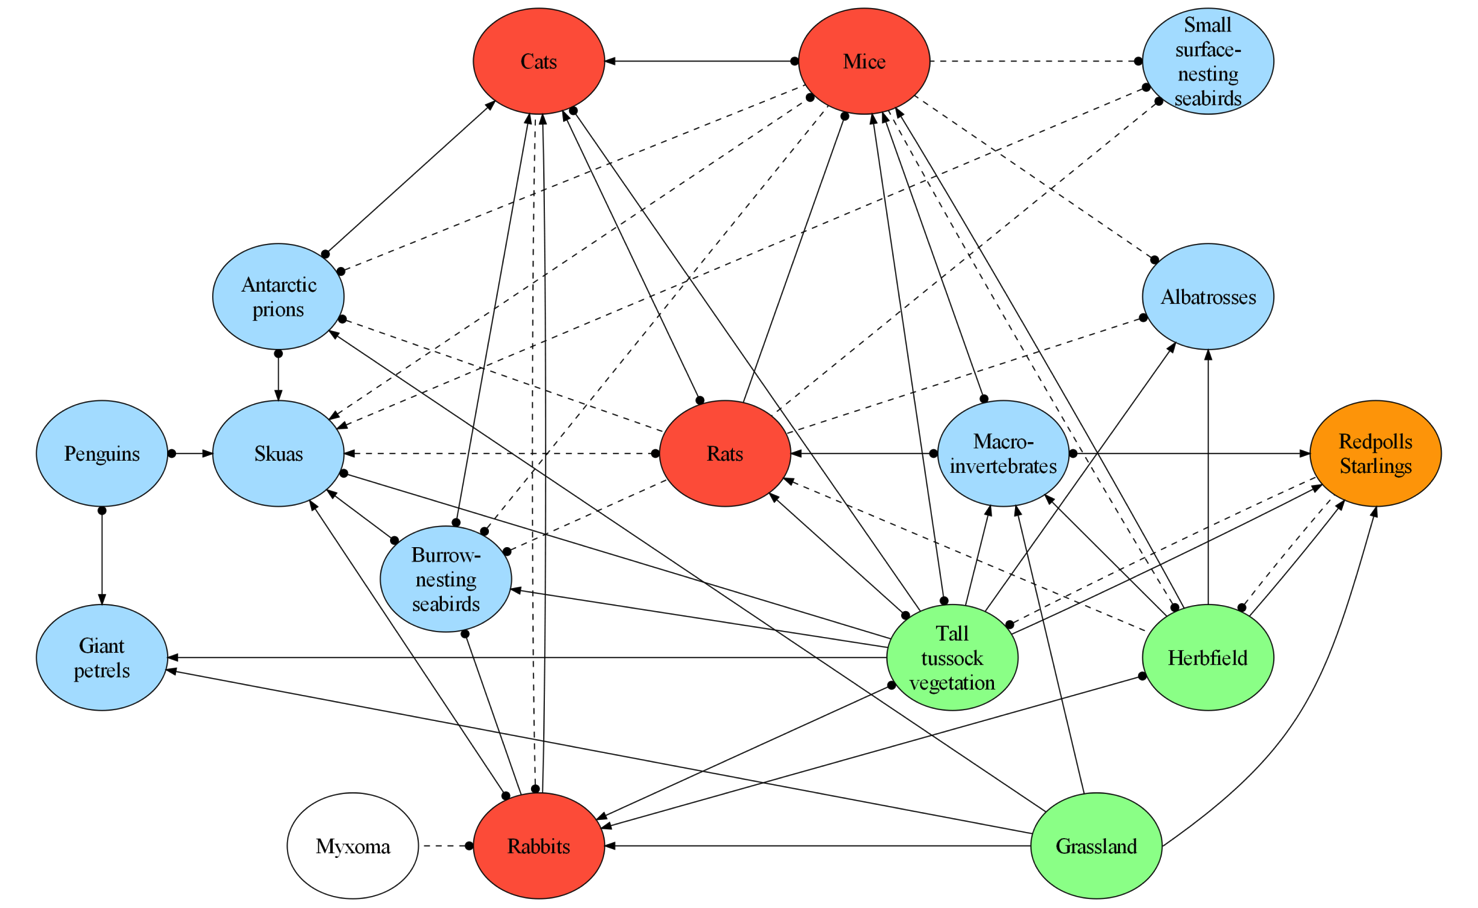 Cats
Mice
Small
surface-
nesting
seabirds
Antarctic
prions
Albatrosses
Penguins
Skuas
Rats
Macro-
invertebrates
Redpolls
Starlings
Burrow-
nesting
seabirds
Giant
petrels
Tall
tussock
vegetation
Herbfield
Myxoma
Rabbits
Grassland